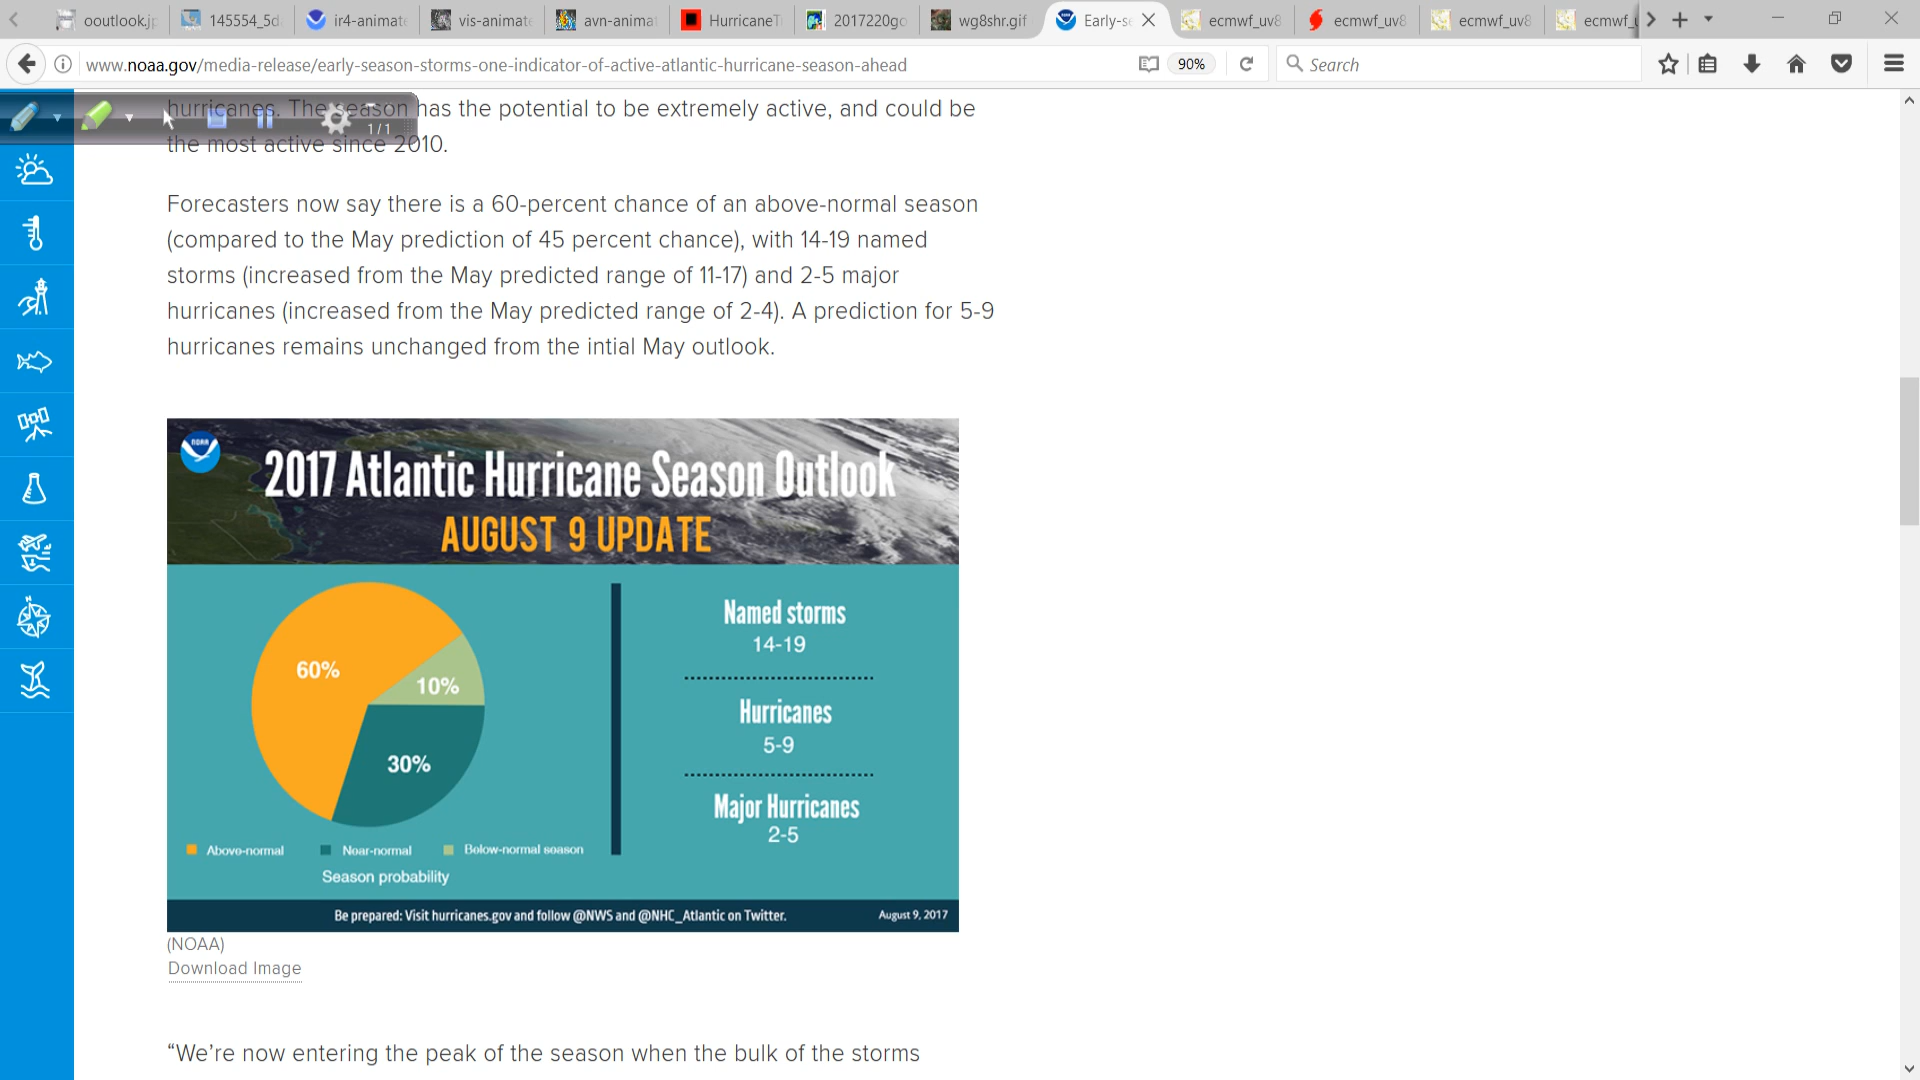 ooutlook.j
145554_5d
ir4-animat
vis-animat
avn-anima
HurricaneT
2017220go
wg8shr.gif
Early-s
ecmwf_uv8
ecmwf_uv8
ecmwf_uv8
ecmwf_u
www.noaa.gov/media-release/early-season-storms-one-indicator-of-active-atlantic-hurricane-season-ahead
90%
Search
hurricanes. The season has the potential to be extremely active, and could be
1/1
the most active since 2010.
Forecasters now say there is a 60-percent chance of an above-normal season
(compared to the May prediction of 45 percent chance), with 14-19 named
storms (increased from the May predicted range of 11-17) and 2-5 major
hurricanes (increased from the May predicted range of 2-4). A prediction for 5-9
hurricanes remains unchanged from the intial May outlook.
NOAA
2017 Atlantic Hurricane Season Outlook
AUGUST 9 UPDATE
60%
10%
30%
Above-normal
Near-normal
Below-normal season
Season probability
Named storms
14-19
Hurricanes
5-9
Major Hurricanes
2-5
Be prepared: Visit hurricanes.gov and follow @NWS and @NHC_Atlantic on Twitter.
August 9, 2017
(NOAA)
Download Image
“We’re now entering the peak of the season when the bulk of the storms